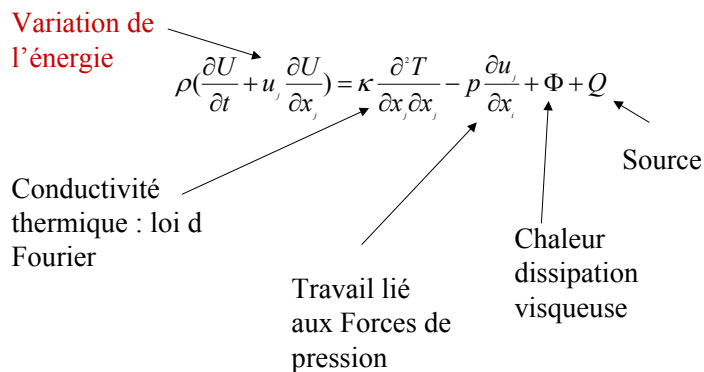 Variation de
l'énergie
ρ(∂U/∂t + u_j ∂U/∂x_j) = κ ∂²T/∂x_j∂x_j − p ∂u_j/∂x_i + Φ + Q
Source
Conductivité
thermique : loi d
Fourier
Chaleur
dissipation
visqueuse
Travail lié
aux Forces de
pression